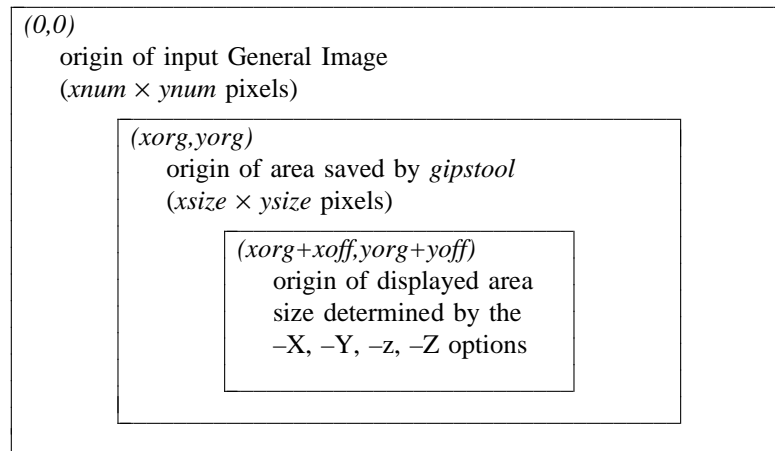 (0,0)
origin of input General Image
(xnum × ynum pixels)
(xorg,yorg)
origin of area saved by gipstool
(xsize × ysize pixels)
(xorg+xoff,yorg+yoff)
origin of displayed area
size determined by the
–X, –Y, –z, –Z options